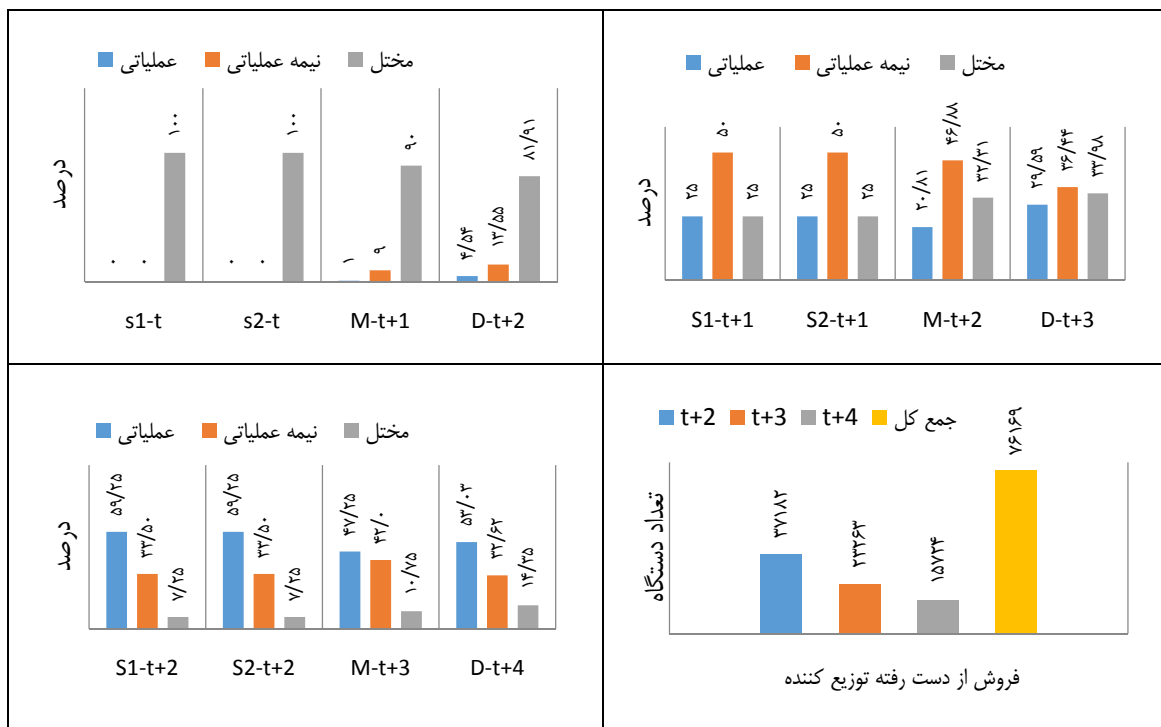 عملیاتی نیمه عملیاتی مختل
درصد
۰ ۰ ۱۰۰ ۰ ۰ ۱۰۰ ۱ ۹ ۹۰ ۴/۵۴ ۱۳/۵۵ ۸۱/۹۱
s1-t s2-t M-t+1 D-t+2
عملیاتی نیمه عملیاتی مختل
درصد
۲۵ ۵۰ ۲۵ ۲۵ ۵۰ ۲۵ ۲۰/۸۱ ۴۶/۸۸ ۳۲/۳۱ ۲۹/۵۹ ۳۶/۴۴ ۳۳/۹۸
S1-t+1 S2-t+1 M-t+2 D-t+3
عملیاتی نیمه عملیاتی مختل
درصد
۵۹/۲۵ ۳۳/۵۰ ۷/۲۵ ۵۹/۲۵ ۳۳/۵۰ ۷/۲۵ ۴۷/۲۵ ۴۲/۰ ۱۰/۷۵ ۵۳/۰۳ ۳۲/۶۲ ۱۴/۳۵
S1-t+2 S2-t+2 M-t+3 D-t+4
t+2 t+3 t+4 جمع کل
تعداد دستگاه
۳۷۱۸۲ ۲۳۲۶۳ ۱۵۷۲۴ ۷۶۱۶۹
فروش از دست رفته توزیع کننده